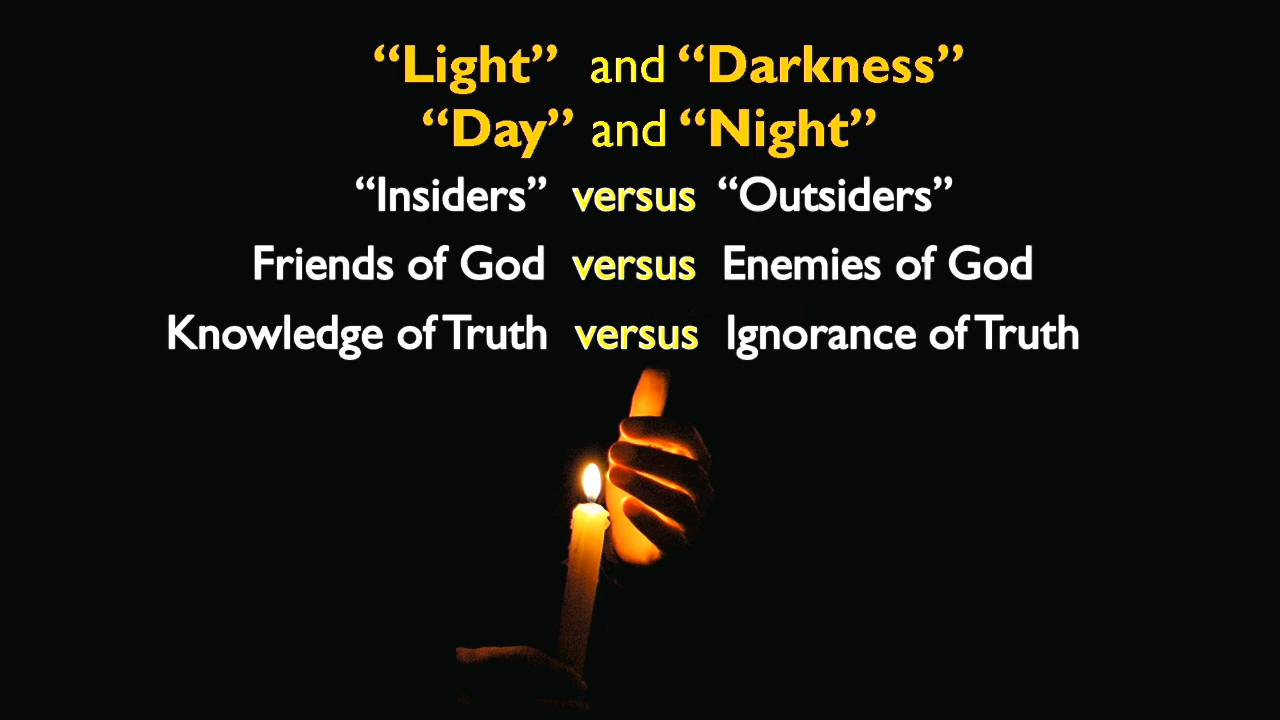 “Light” and “Darkness”
“Day” and “Night”
“Insiders” versus “Outsiders”
Friends of God versus Enemies of God
Knowledge of Truth versus Ignorance of Truth